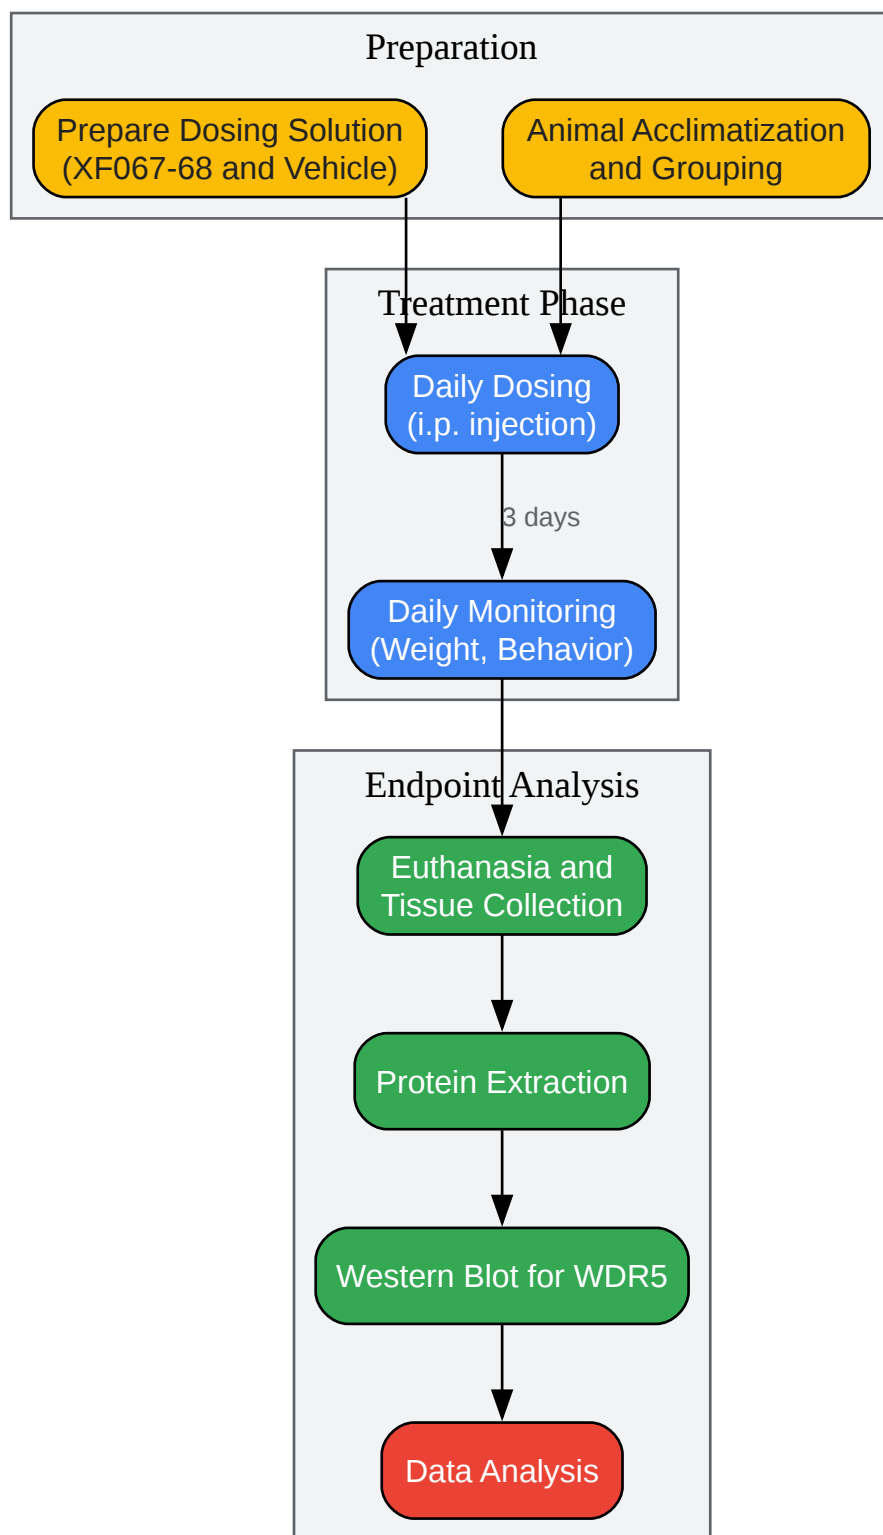 Preparation
Prepare Dosing Solution
(XF067-68 and Vehicle)
Animal Acclimatization
and Grouping
Treatment Phase
Daily Dosing
(i.p. injection)
3 days
Daily Monitoring
(Weight, Behavior)
Endpoint Analysis
Euthanasia and
Tissue Collection
Protein Extraction
Western Blot for WDR5
Data Analysis